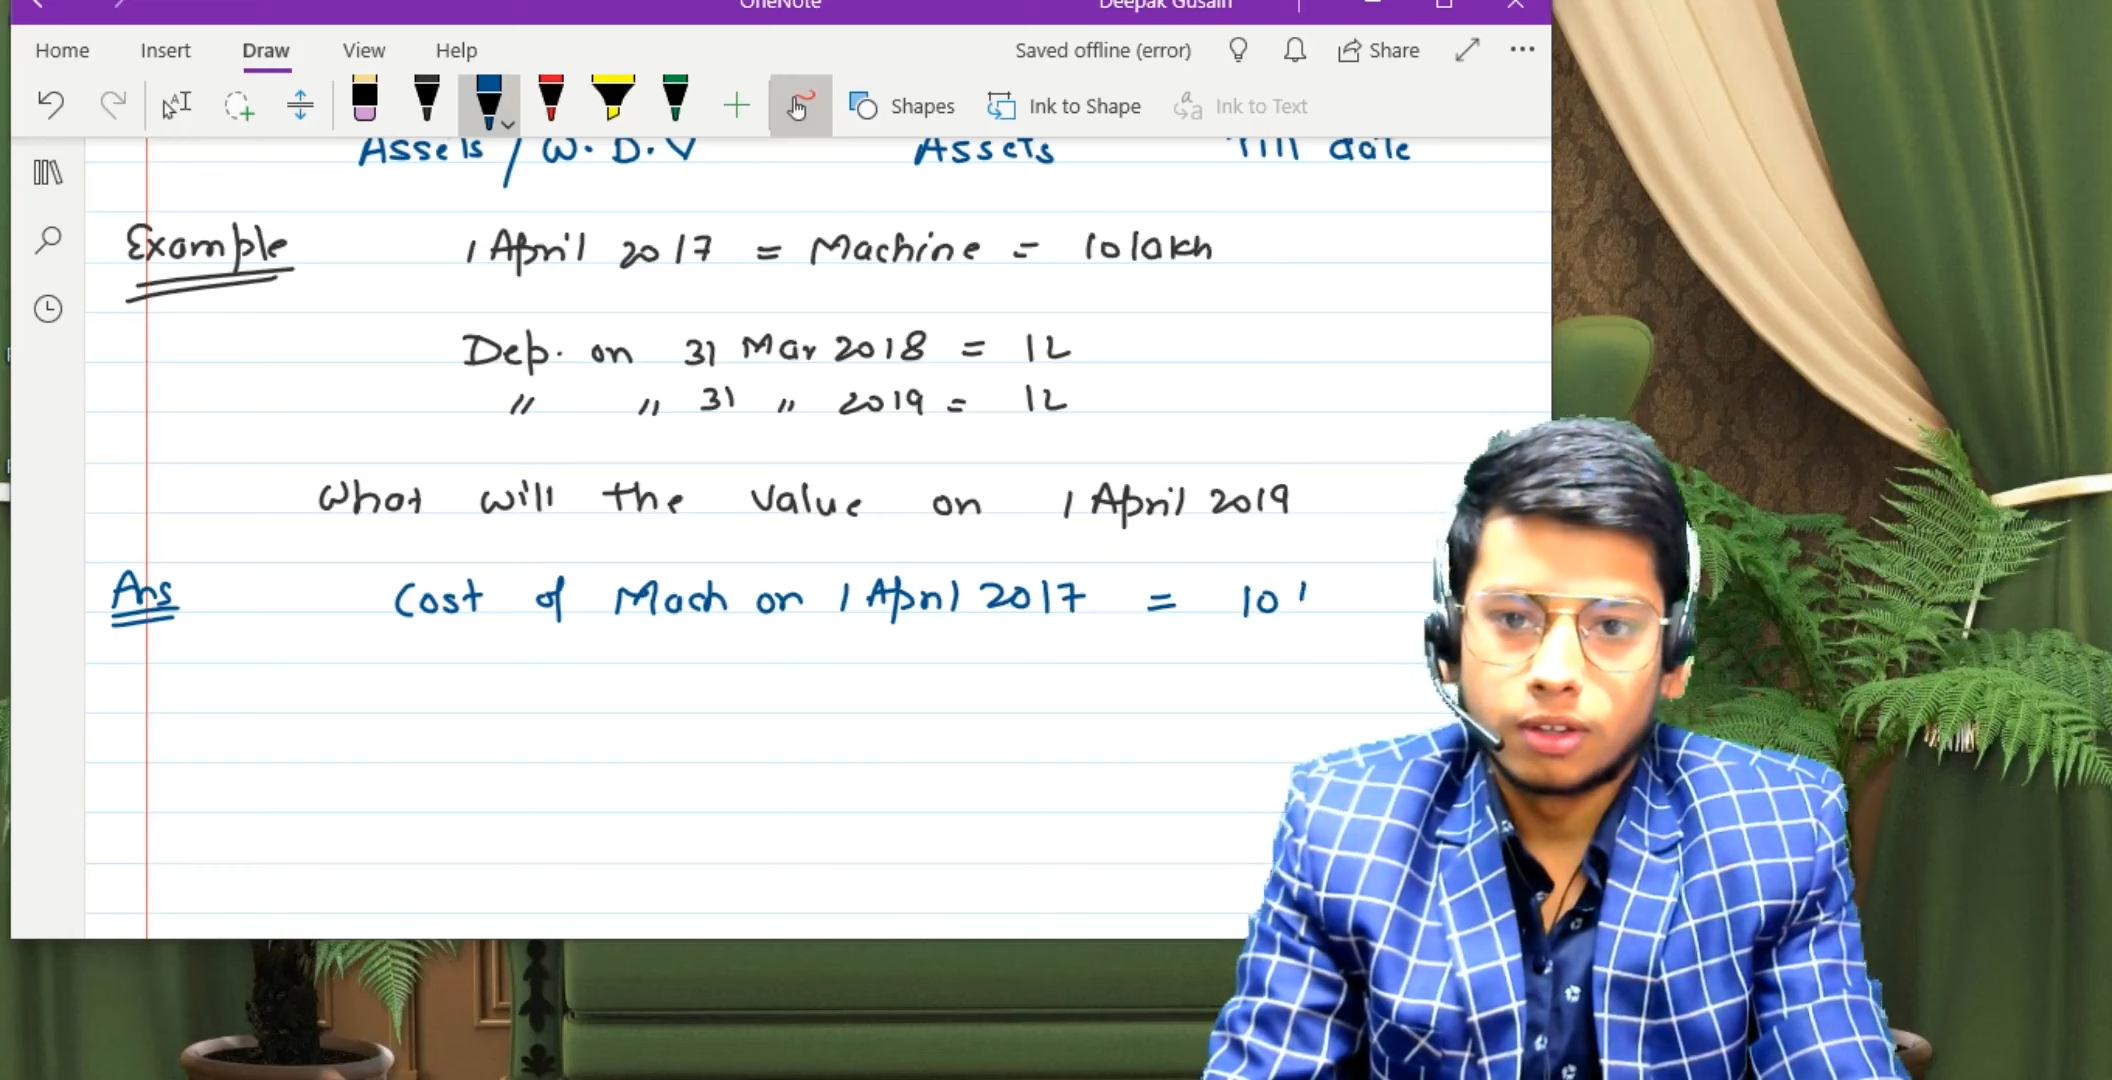 OneNote Deepak Gusain
Home Insert Draw View Help Saved offline (error) Share
Shapes Ink to Shape Ink to Text
Assets / W.D.V Assets Till date
Example 1 April 2017 = Machine = 10 lakh
Dep. on 31 Mar 2018 = 1L
〃 〃 31 〃 2019 = 1L
What will the value on 1 April 2019
Ans Cost of Mach on 1 April 2017 = 10